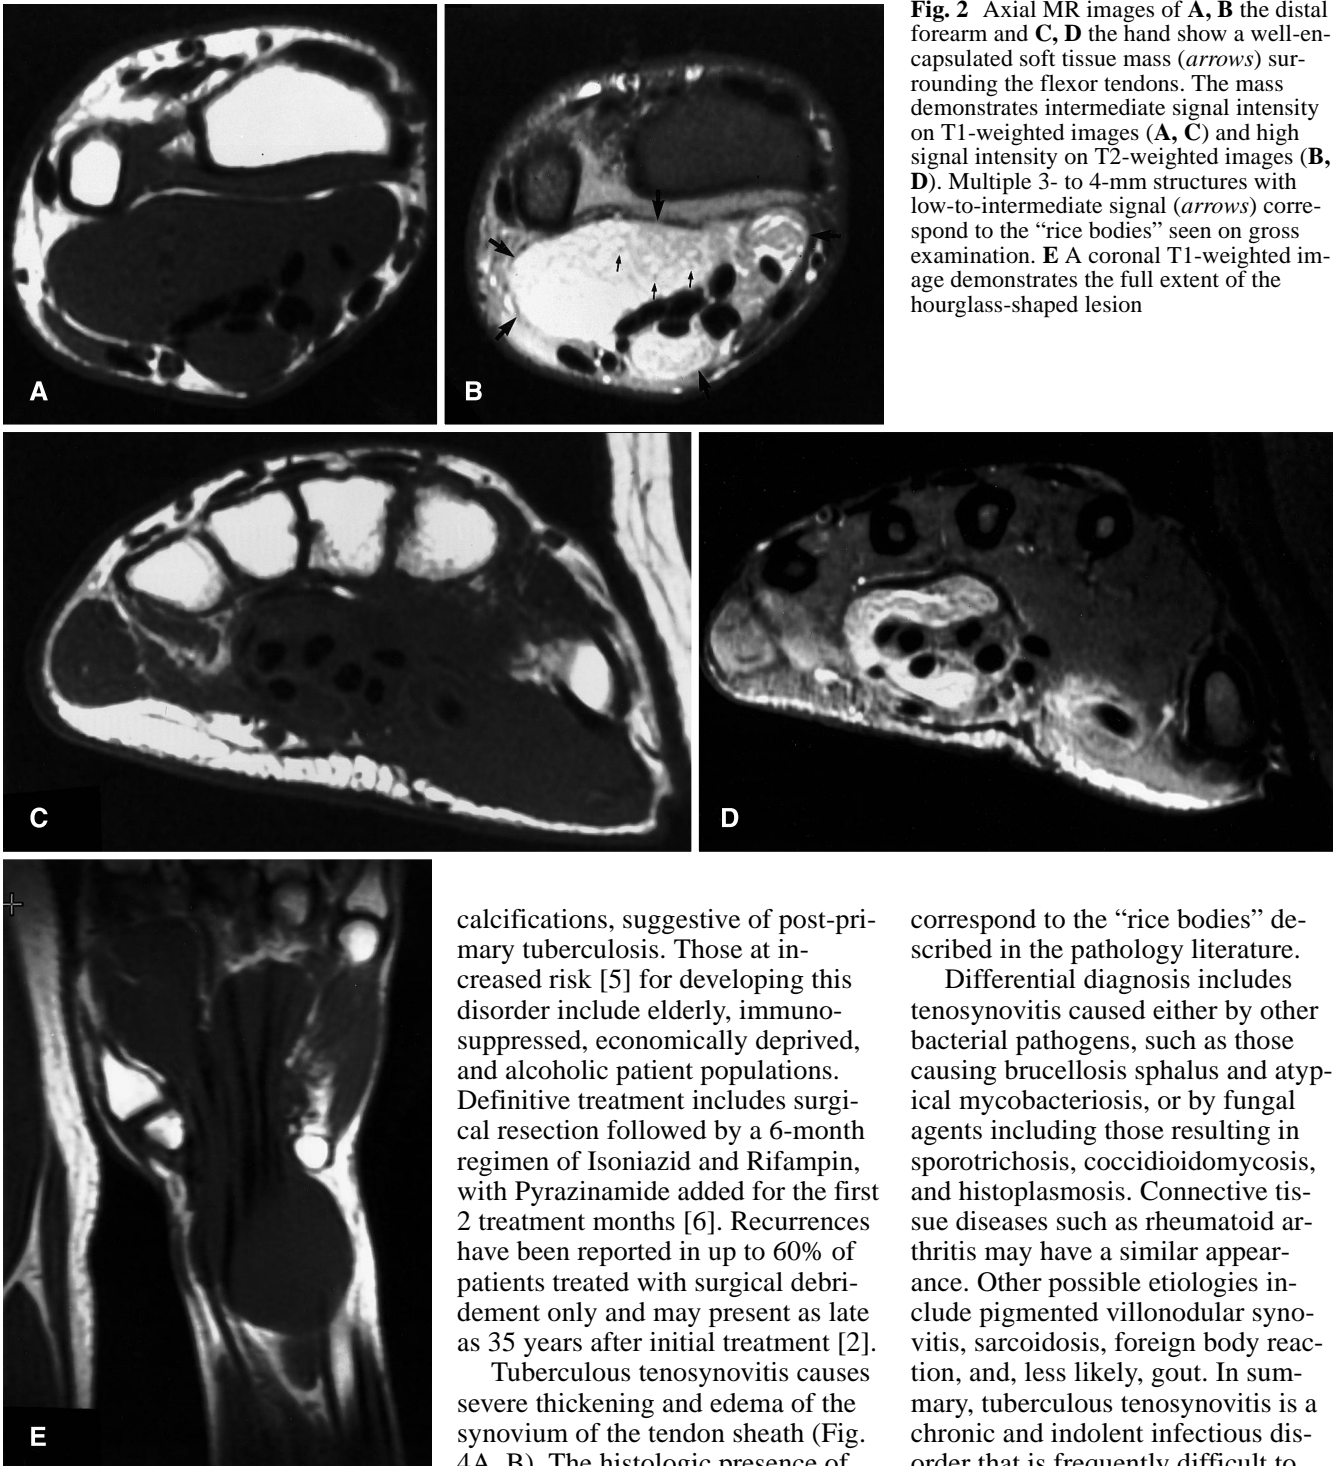 Fig. 2 Axial MR images of A, B the distal
forearm and C, D the hand show a well-en-
capsulated soft tissue mass (arrows) sur-
rounding the flexor tendons. The mass
demonstrates intermediate signal intensity
on T1-weighted images (A, C) and high
signal intensity on T2-weighted images (B,
D). Multiple 3- to 4-mm structures with
low-to-intermediate signal (arrows) corre-
spond to the “rice bodies” seen on gross
examination. E A coronal T1-weighted im-
age demonstrates the full extent of the
hourglass-shaped lesion
A
B
C
D
E
calcifications, suggestive of post-pri-
mary tuberculosis. Those at in-
creased risk [5] for developing this
disorder include elderly, immuno-
suppressed, economically deprived,
and alcoholic patient populations.
Definitive treatment includes surgi-
cal resection followed by a 6-month
regimen of Isoniazid and Rifampin,
with Pyrazinamide added for the first
2 treatment months [6]. Recurrences
have been reported in up to 60% of
patients treated with surgical debri-
dement only and may present as late
as 35 years after initial treatment [2].
Tuberculous tenosynovitis causes
severe thickening and edema of the
synovium of the tendon sheath (Fig.
4A, B). The histologic presence of
correspond to the “rice bodies” de-
scribed in the pathology literature.
Differential diagnosis includes
tenosynovitis caused either by other
bacterial pathogens, such as those
causing brucellosis sphalus and atyp-
ical mycobacteriosis, or by fungal
agents including those resulting in
sporotrichosis, coccidioidomycosis,
and histoplasmosis. Connective tis-
sue diseases such as rheumatoid ar-
thritis may have a similar appear-
ance. Other possible etiologies in-
clude pigmented villonodular syno-
vitis, sarcoidosis, foreign body reac-
tion, and, less likely, gout. In sum-
mary, tuberculous tenosynovitis is a
chronic and indolent infectious dis-
order that is frequently difficult to